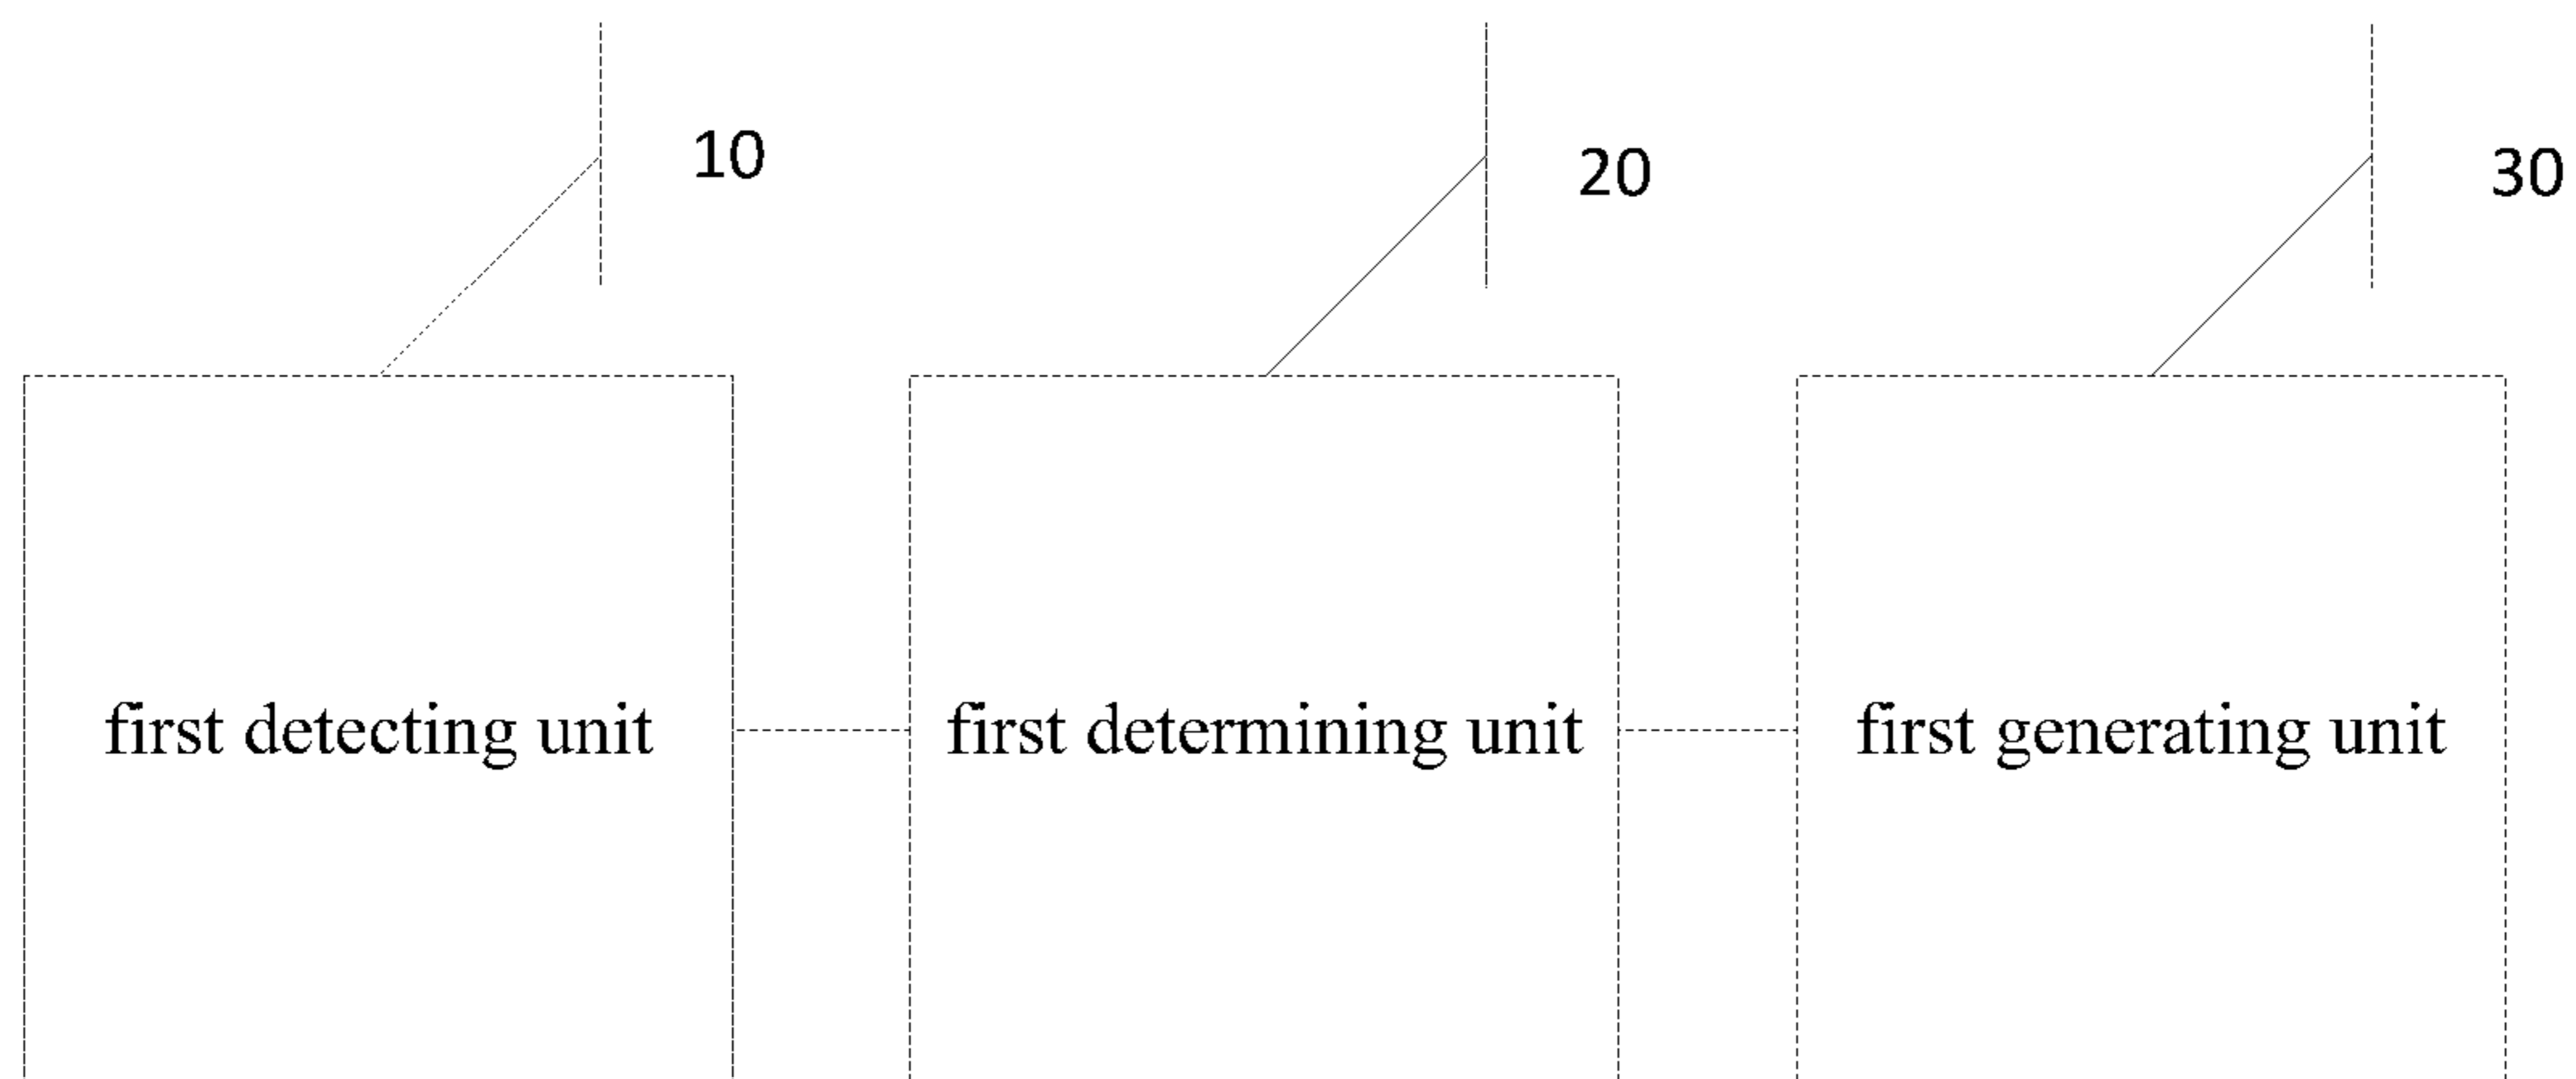 10
20
30
first detecting unit
first determining unit
first generating unit